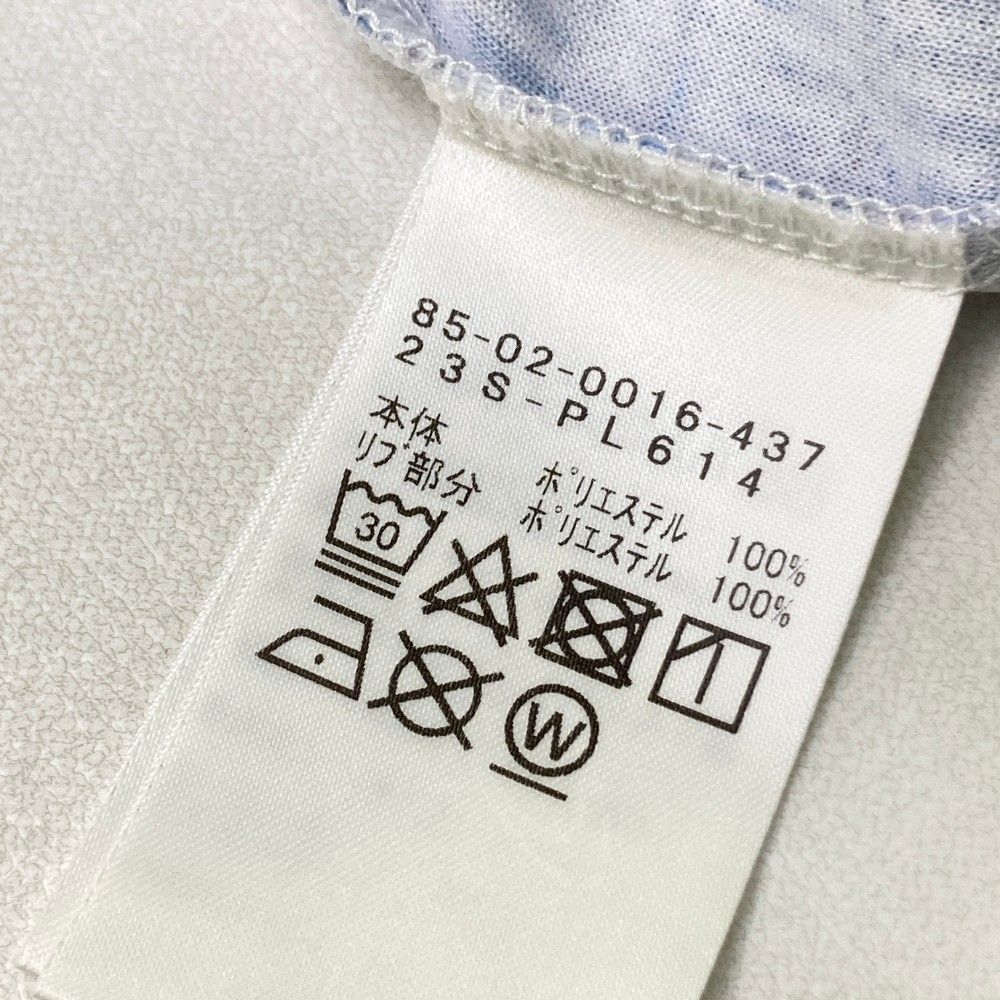 85-02-0016-437
23S-PL614
本体 ポリエステル 100%
リブ部分 ポリエステル 100%
30
W